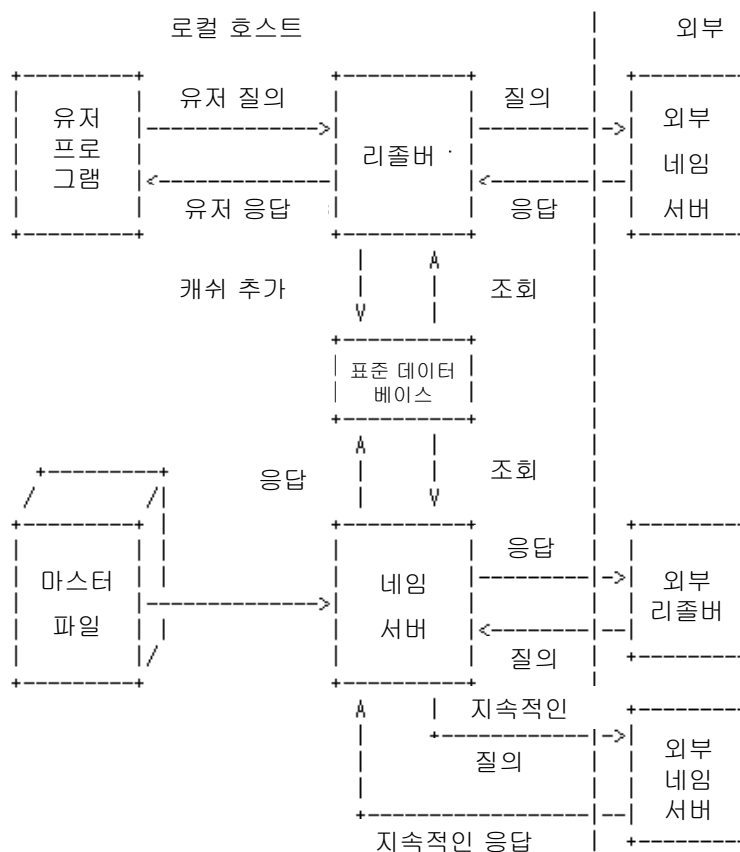 로컬 호스트
외부
유저 질의
질의
유저
프로
그램
리졸버
외부
네임
서버
유저 응답
응답
캐쉬 추가
조회
표준 데이터
베이스
응답
조회
마스터
파일
네임
서버
응답
질의
외부
리졸버
지속적인
질의
외부
네임
서버
지속적인 응답